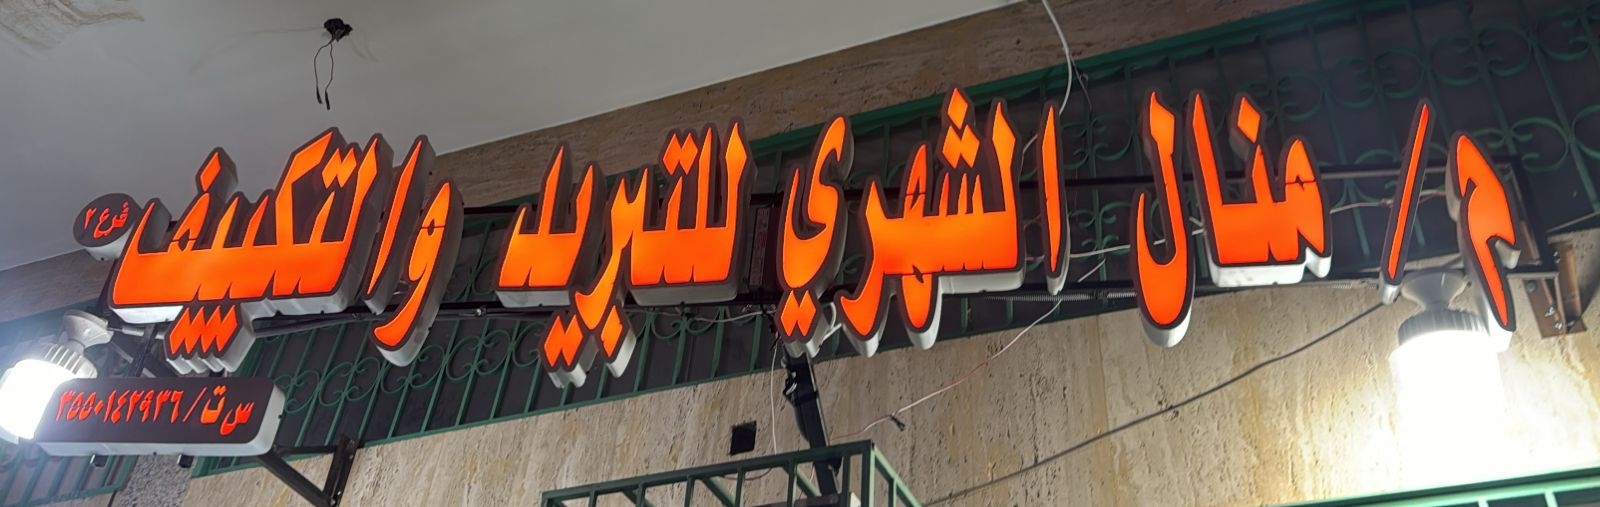 م/ منال الشهري للتبريد والتكييف
فرع ٢
س ت/ ٣٥٥٠١٤٢٩٣٦